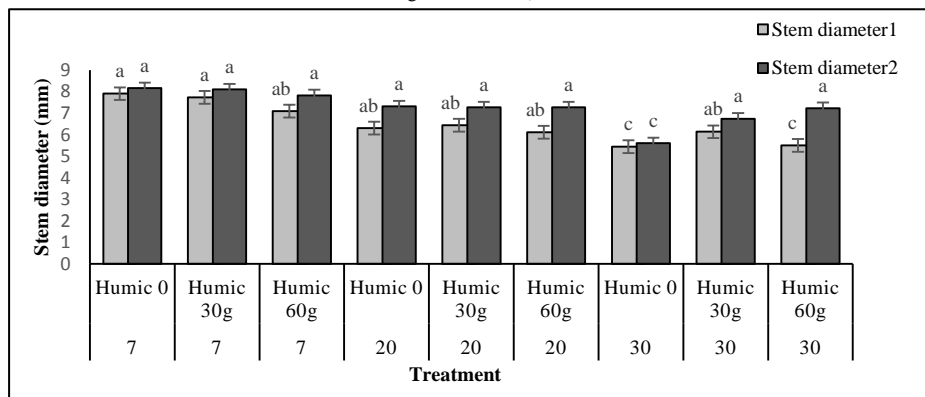 Stem diameter1
Stem diameter2
Stem diameter (mm)
9
8
7
6
5
4
3
2
1
0
a a a a ab a ab a ab a ab a c c ab a c a
Humic 0 Humic 30g Humic 60g Humic 0 Humic 30g Humic 60g Humic 0 Humic 30g Humic 60g
7 7 7 20 20 20 30 30 30
Treatment